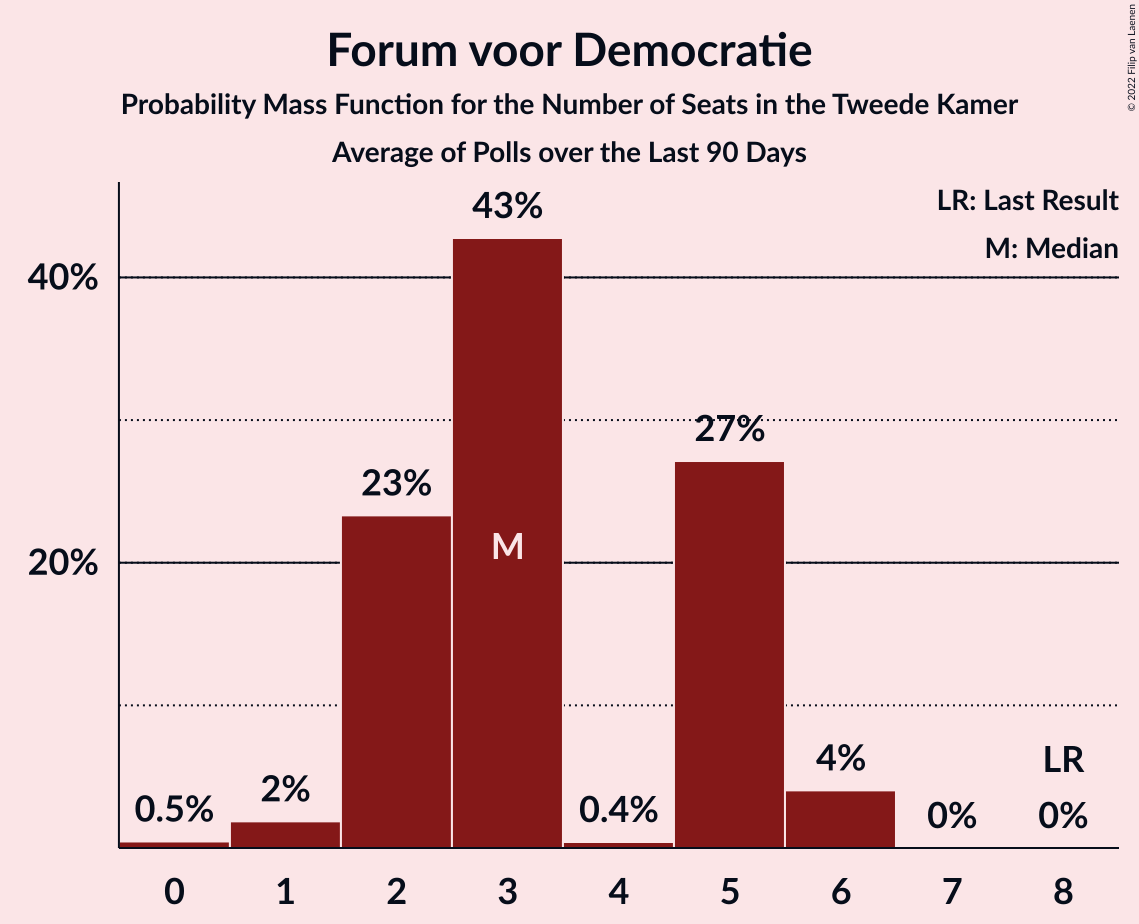 Forum voor Democratie
Probability Mass Function for the Number of Seats in the Tweede Kamer
Average of Polls over the Last 90 Days
© 2022 Filip van Laenen
LR: Last Result
M: Median
43%
40%
27%
23%
M
20%
LR
4%
2%
0.5%
0.4%
0%
0%
0 1 2 3 4 5 6 7 8